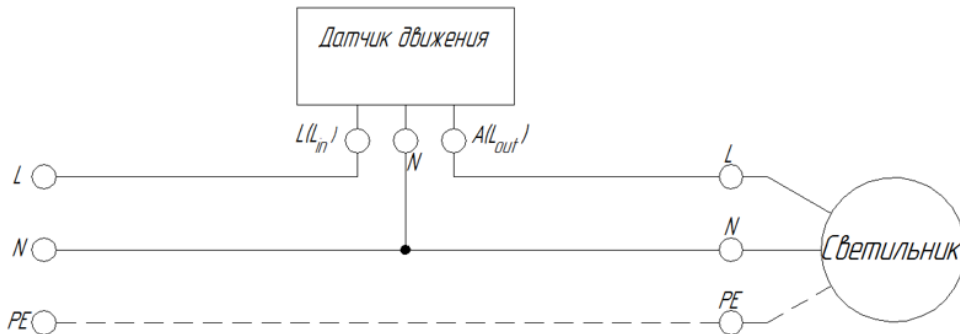 Датчик движения
L(Lin)
N
A(Lout)
L
L
N
N
Светильник
PE
PE